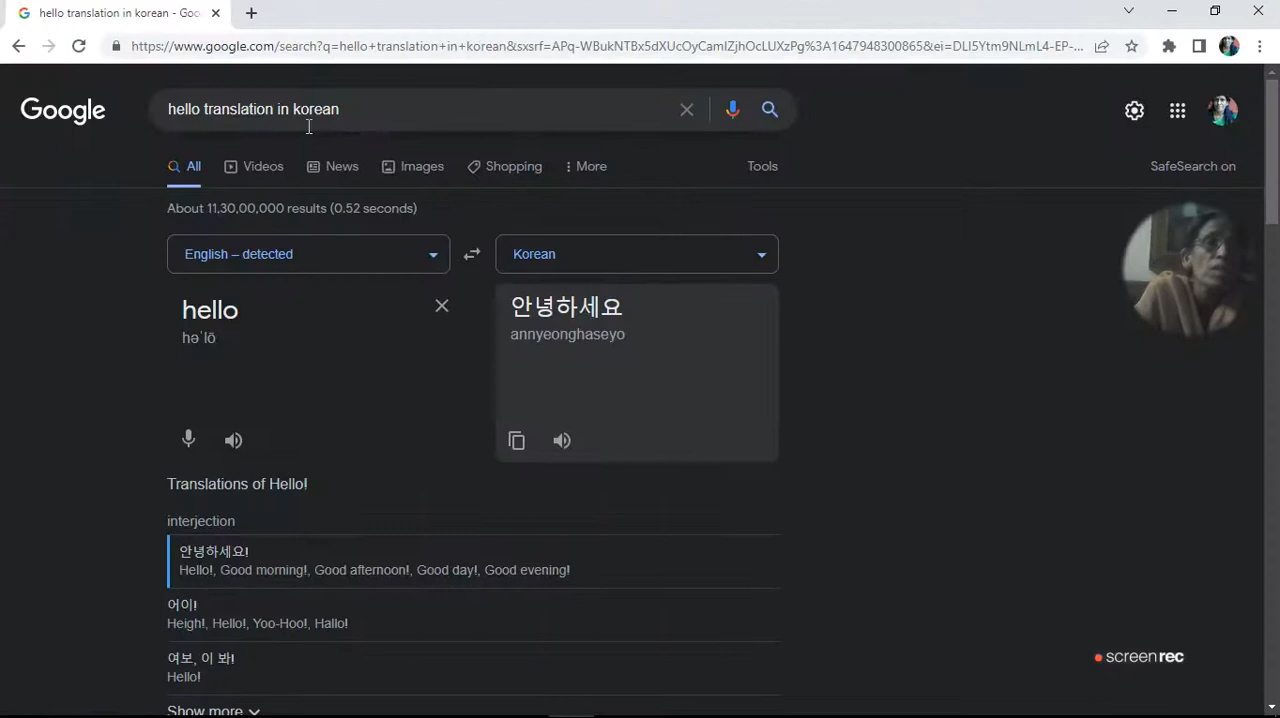 hello translation in korean - Goo
https://www.google.com/search?q=hello+translation+in+korean&sxsrf=APq-WBukNTBx5dXUcOyCamIZjhOcLUXzPg%3A1647948300865&ei=DLI5Ytm9NLmL4-EP-...
Google
hello translation in korean
All Videos News Images Shopping More Tools SafeSearch on
About 11,30,00,000 results (0.52 seconds)
English – detected Korean
hello 안녕하세요
həˈlō annyeonghaseyo
Translations of Hello!
interjection
안녕하세요!
Hello!, Good morning!, Good afternoon!, Good day!, Good evening!
어이!
Heigh!, Hello!, Yoo-Hoo!, Hallo!
여보, 이 봐!
Hello!
Show more
screenrec